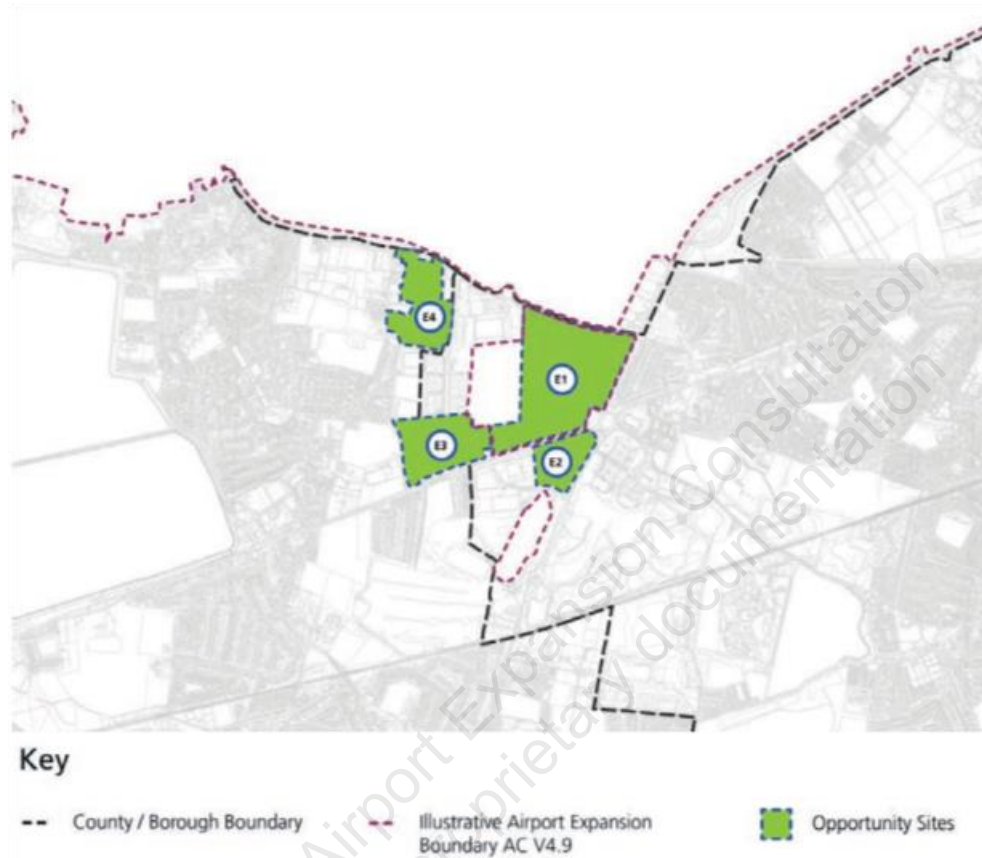 E4
E1
E3
E2
Airport Expansion Consultation
prietary documentation
Key
County / Borough Boundary
Illustrative Airport Expansion
Boundary AC V4.9
Opportunity Sites